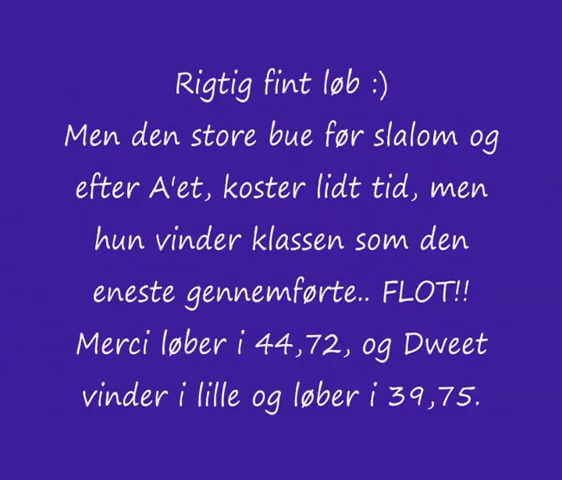 Rigtig fint løb :)
Men den store bue før slalom og
efter A'et, koster lidt tid, men
hun vinder klassen som den
eneste gennemførte.. FLOT!!
Merci løber i 44,72, og Dweet
vinder i lille og løber i 39,75.